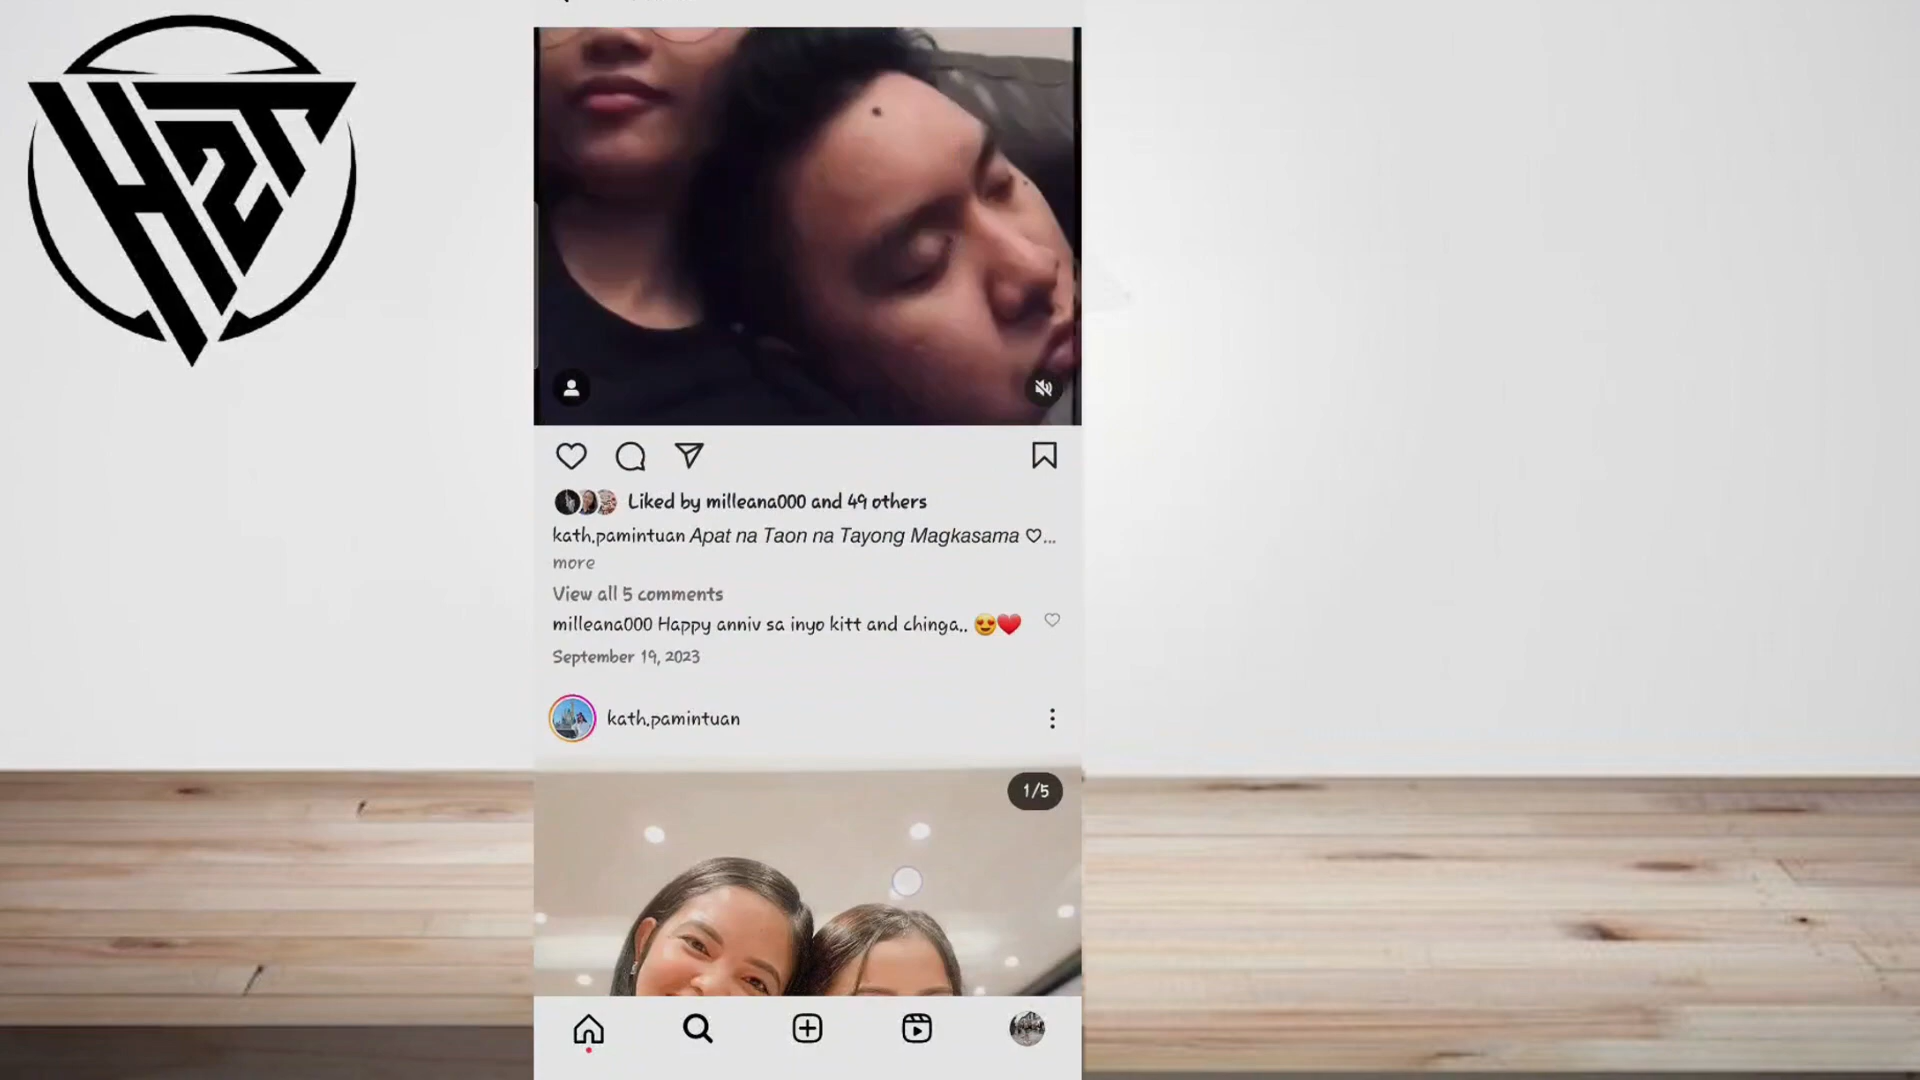 H2T
Liked by milleana000 and 49 others
kath.pamintuan Apat na Taon na Tayong Magkasama ♡...
more
View all 5 comments
milleana000 Happy anniv sa inyo kitt and chinga.. 😍❤️
September 19, 2023
kath.pamintuan
1/5